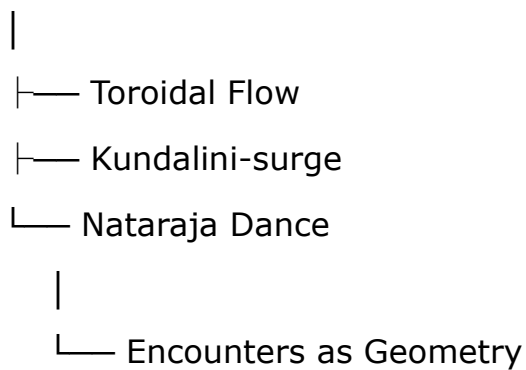 │
├── Toroidal Flow
├── Kundalini-surge
└── Nataraja Dance
│
└── Encounters as Geometry